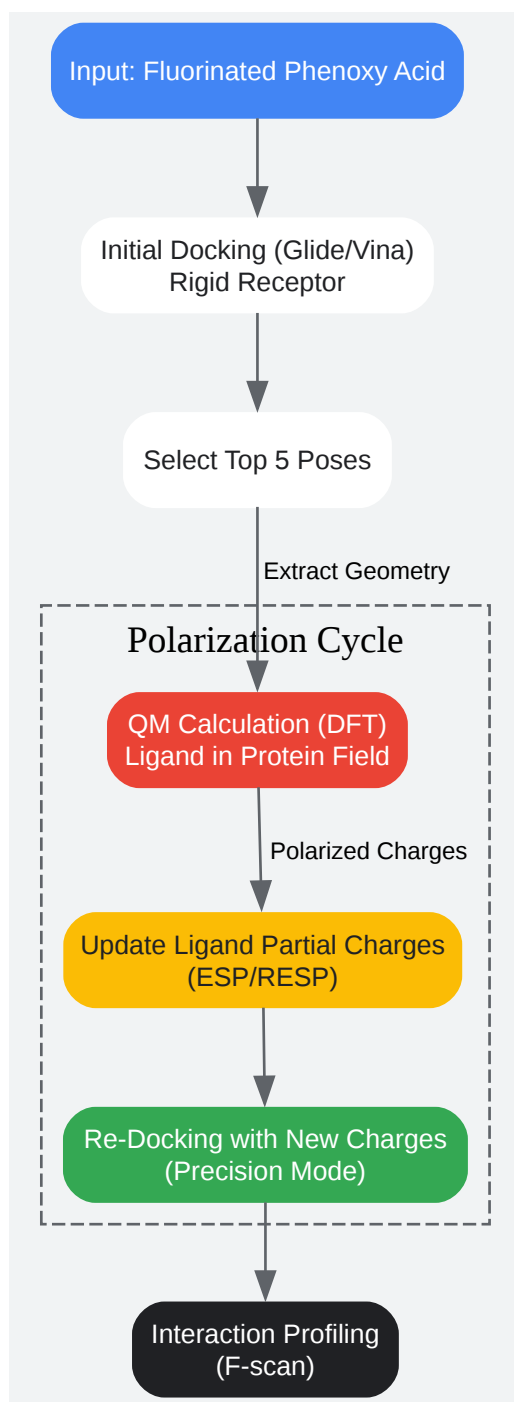 Input: Fluorinated Phenoxy Acid
Initial Docking (Glide/Vina)
Rigid Receptor
Select Top 5 Poses
Extract Geometry
Polarization Cycle
QM Calculation (DFT)
Ligand in Protein Field
Polarized Charges
Update Ligand Partial Charges
(ESP/RESP)
Re-Docking with New Charges
(Precision Mode)
Interaction Profiling
(F-scan)